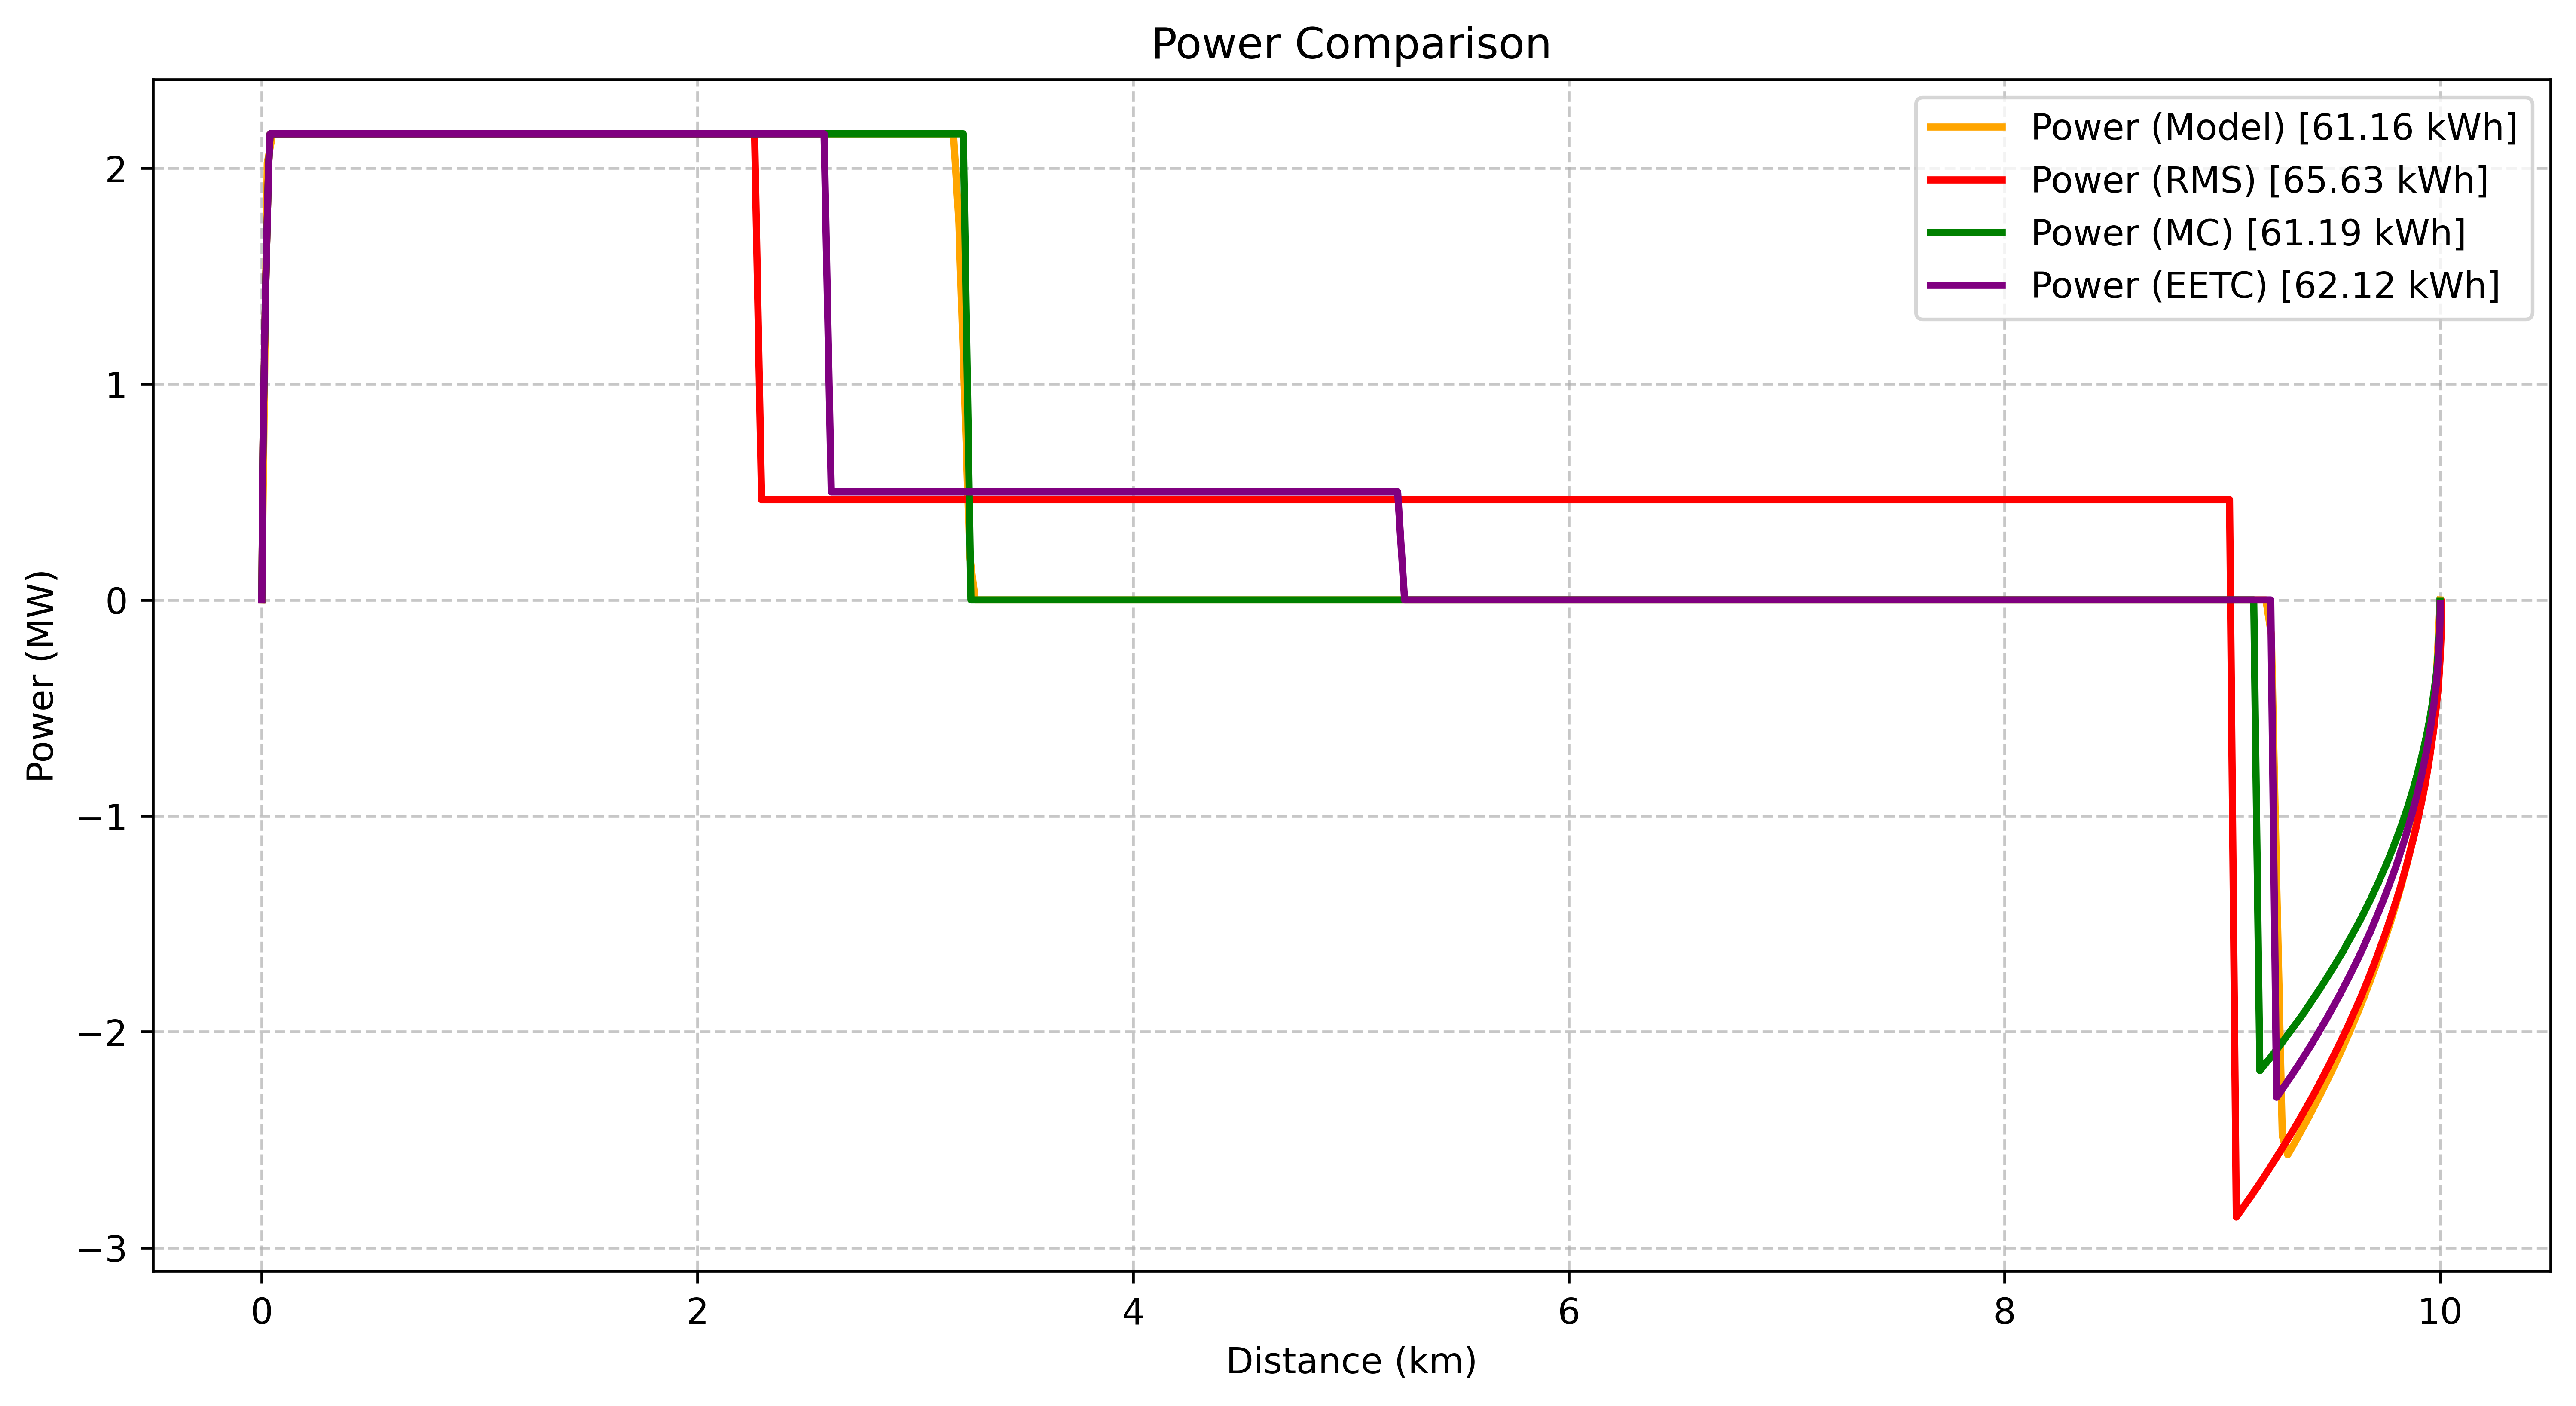 Power Comparison
Power (Model) [61.16 kWh]
Power (RMS) [65.63 kWh]
Power (MC) [61.19 kWh]
Power (EETC) [62.12 kWh]
Power (MW)
2
1
0
−1
−2
−3
0 2 4 6 8 10
Distance (km)